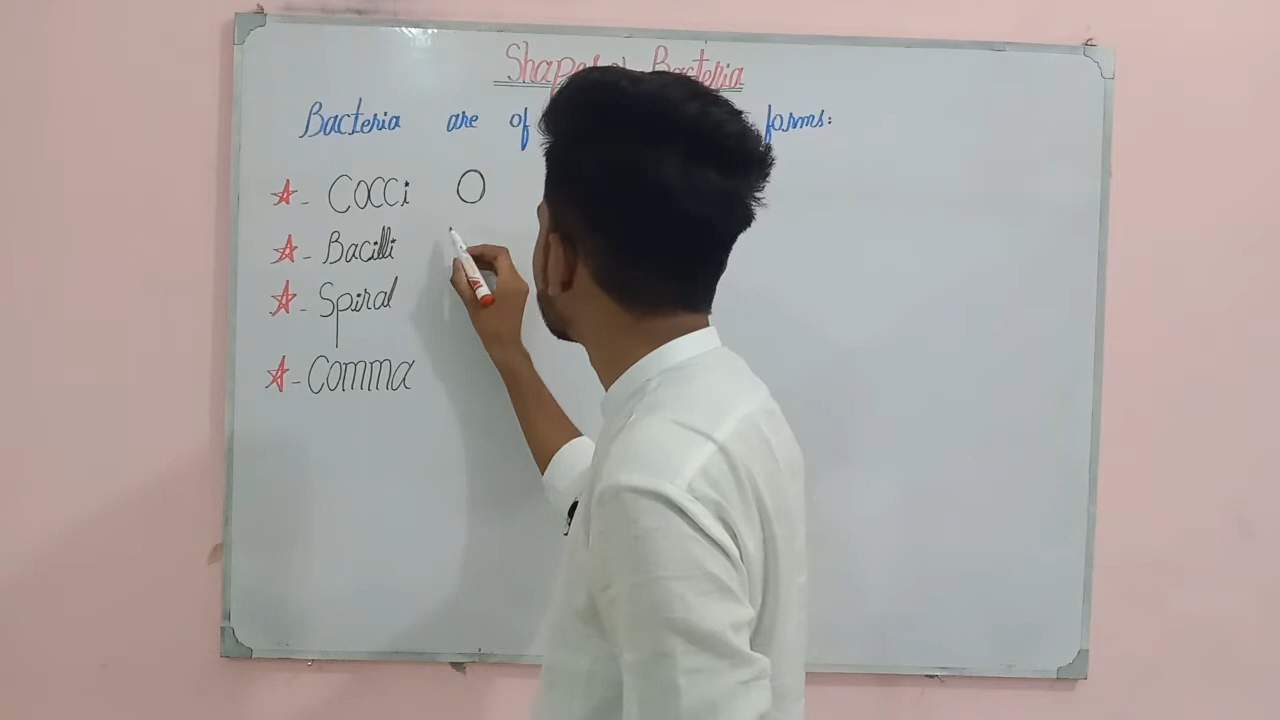 Shapes Bacteria
Bacteria are of forms:
- Cocci
- Bacilli
- Spiral
- Comma